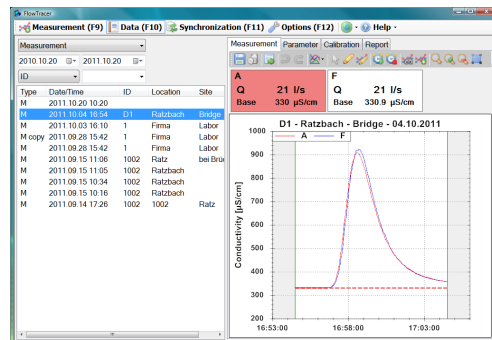 FlowTracer
Measurement (F9) Data (F10) Synchronization (F11) Options (F12) Help
Measurement
2010.10.20 2011.10.20
ID
Type Date/Time ID Location Site
M 2011.10.20 10:20
M 2011.10.04 16:54 D1 Ratzbach Bridge
M 2011.10.03 16:10 1 Firma Labor
M copy 2011.09.28 15:42 1 Firma Labor
M 2011.09.28 15:42 1 Firma Labor
M 2011.09.15 11:06 1002 Ratz bei Brü
M 2011.09.15 11:05 1002 Ratzbach
M 2011.09.15 10:34 1002 Ratzbach
M 2011.09.15 10:16 1002 Ratzbach
M 2011.09.14 17:26 1002 1002 Ratz
Measurement Parameter Calibration Report
A F
Q 21 l/s Q 21 l/s
Base 330 µS/cm Base 330.9 µS/cm
D1 - Ratzbach - Bridge - 04.10.2011
A F
Conductivity [µS/cm]
1000
900
800
700
600
500
400
300
200
16:53:00 16:58:00 17:03:00